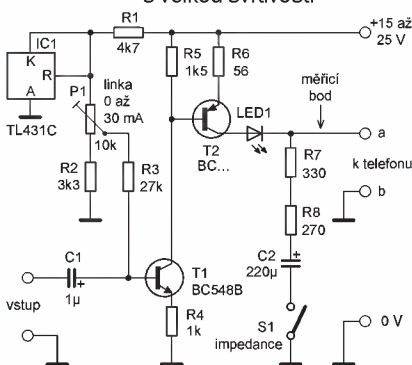 s velkou svítivostí
R1
4k7
IC1
K
R
A
TL431C
P1
linka
0 až
30 mA
10k
R2
3k3
R3
27k
R5
1k5
R6
56
LED1
T2
BC...
měřicí
bod
+15 až
25 V
a
k telefonu
b
R7
330
R8
270
C2
220µ
+
S1
impedance
0 V
C1
+
1µ
vstup
T1
BC548B
R4
1k